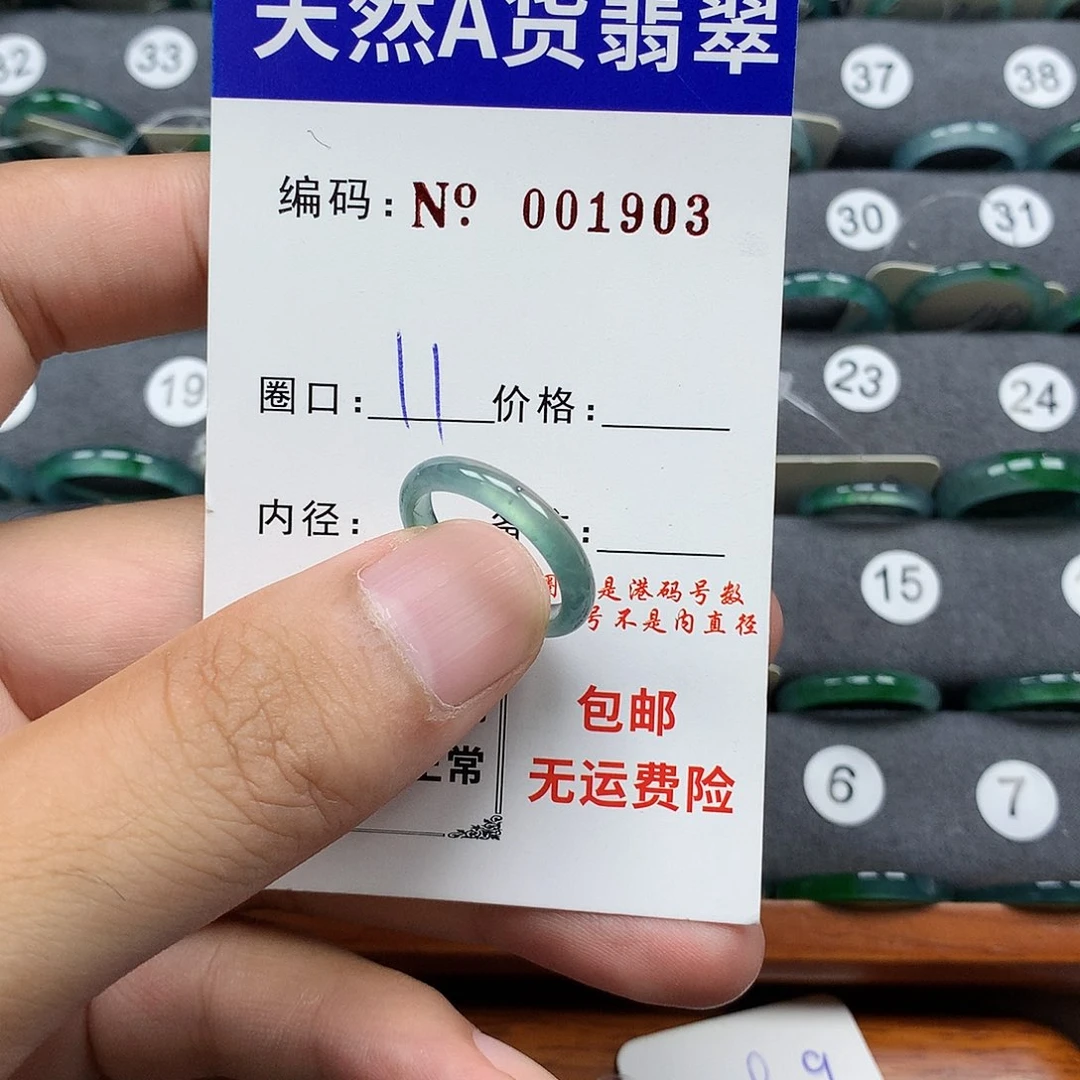 天然A货翡翠
编码: Nº 001903
圈口: 11 价格:
内径:
是港码号数
号不是内直径
包邮
无运费险
常
32
33
37
38
30
31
19
23
24
15
6
7
9